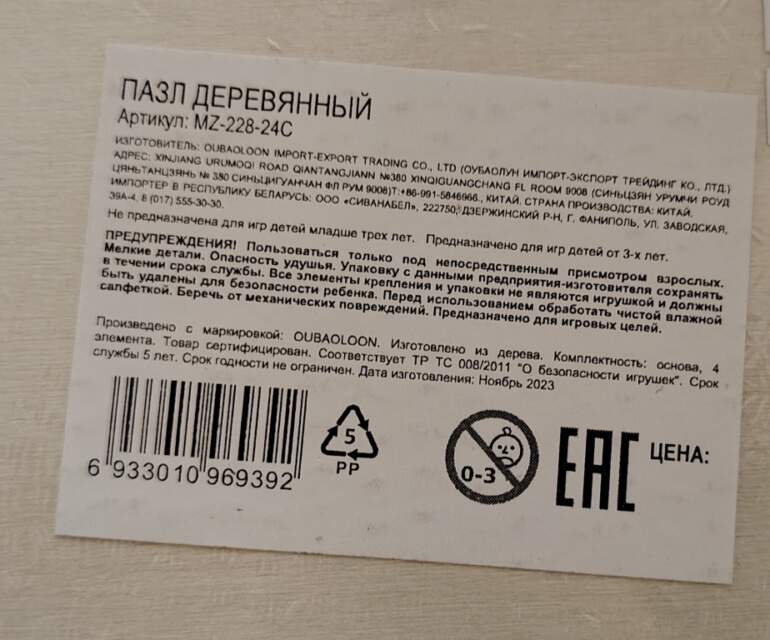 ПАЗЛ ДЕРЕВЯННЫЙ
Артикул: MZ-228-24C
ИЗГОТОВИТЕЛЬ: OUBAOLOON IMPORT-EXPORT TRADING CO., LTD (ОУБАОЛУН ИМПОРТ-ЭКСПОРТ ТРЕЙДИНГ КО., ЛТД.)
АДРЕС: XINJIANG URUMOQI ROAD QIANTANGJIANN №380 XINQIGUANGCHANG FL ROOM 9008 (СИНЬЦЗЯН УРУМЧИ РОУД
ЦЯНЬТАНЦЗЯНЬ № 380 СИНЬЦИГУАНЧАН ФЛ РУМ 9008)Т:+86-991-5846966., КИТАЙ. СТРАНА ПРОИЗВОДСТВА: КИТАЙ.
ИМПОРТЕР В РЕСПУБЛИКУ БЕЛАРУСЬ: ООО «СИВАНАБЕЛ», 222750, ДЗЕРЖИНСКИЙ Р-Н, Г. ФАНИПОЛЬ, УЛ. ЗАВОДСКАЯ,
39А-4, 8 (017) 555-30-30.
Не предназначена для игр детей младше трех лет. Предназначено для игр детей от 3-х лет.
ПРЕДУПРЕЖДЕНИЯ! Пользоваться только под непосредственным присмотром взрослых.
Мелкие детали. Опасность удушья. Упаковку с данными предприятия-изготовителя сохранять
в течении срока службы. Все элементы крепления и упаковки не являются игрушкой и должны
быть удалены для безопасности ребенка. Перед использованием обработать чистой влажной
салфеткой. Беречь от механических повреждений. Предназначено для игровых целей.
Произведено с маркировкой: OUBAOLOON. Изготовлено из дерева. Комплектность: основа, 4
элемента. Товар сертифицирован. Соответствует ТР ТС 008/2011 "О безопасности игрушек". Срок
службы 5 лет. Срок годности не ограничен. Дата изготовления: Ноябрь 2023
6 933010 969392
5
PP
0-3
EAC
ЦЕНА: